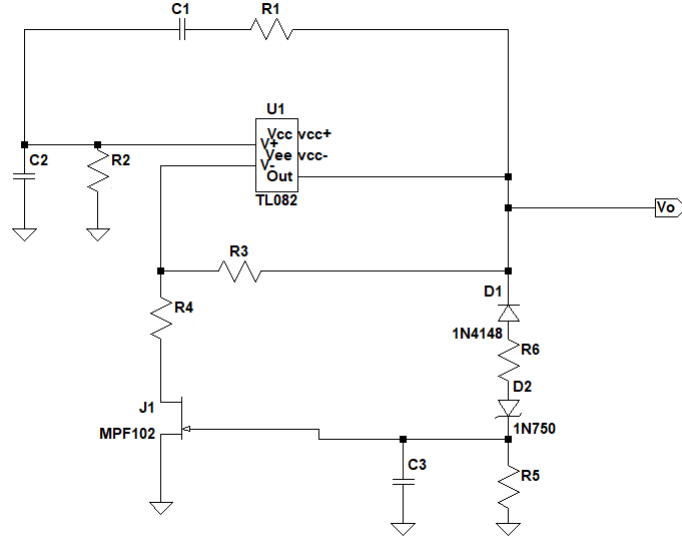 C1
R1
U1
Vcc vcc+
V+
Vee vcc-
V-
Out
TL082
C2
R2
Vo
R3
D1
R4
1N4148
R6
D2
J1
MPF102
1N750
C3
R5